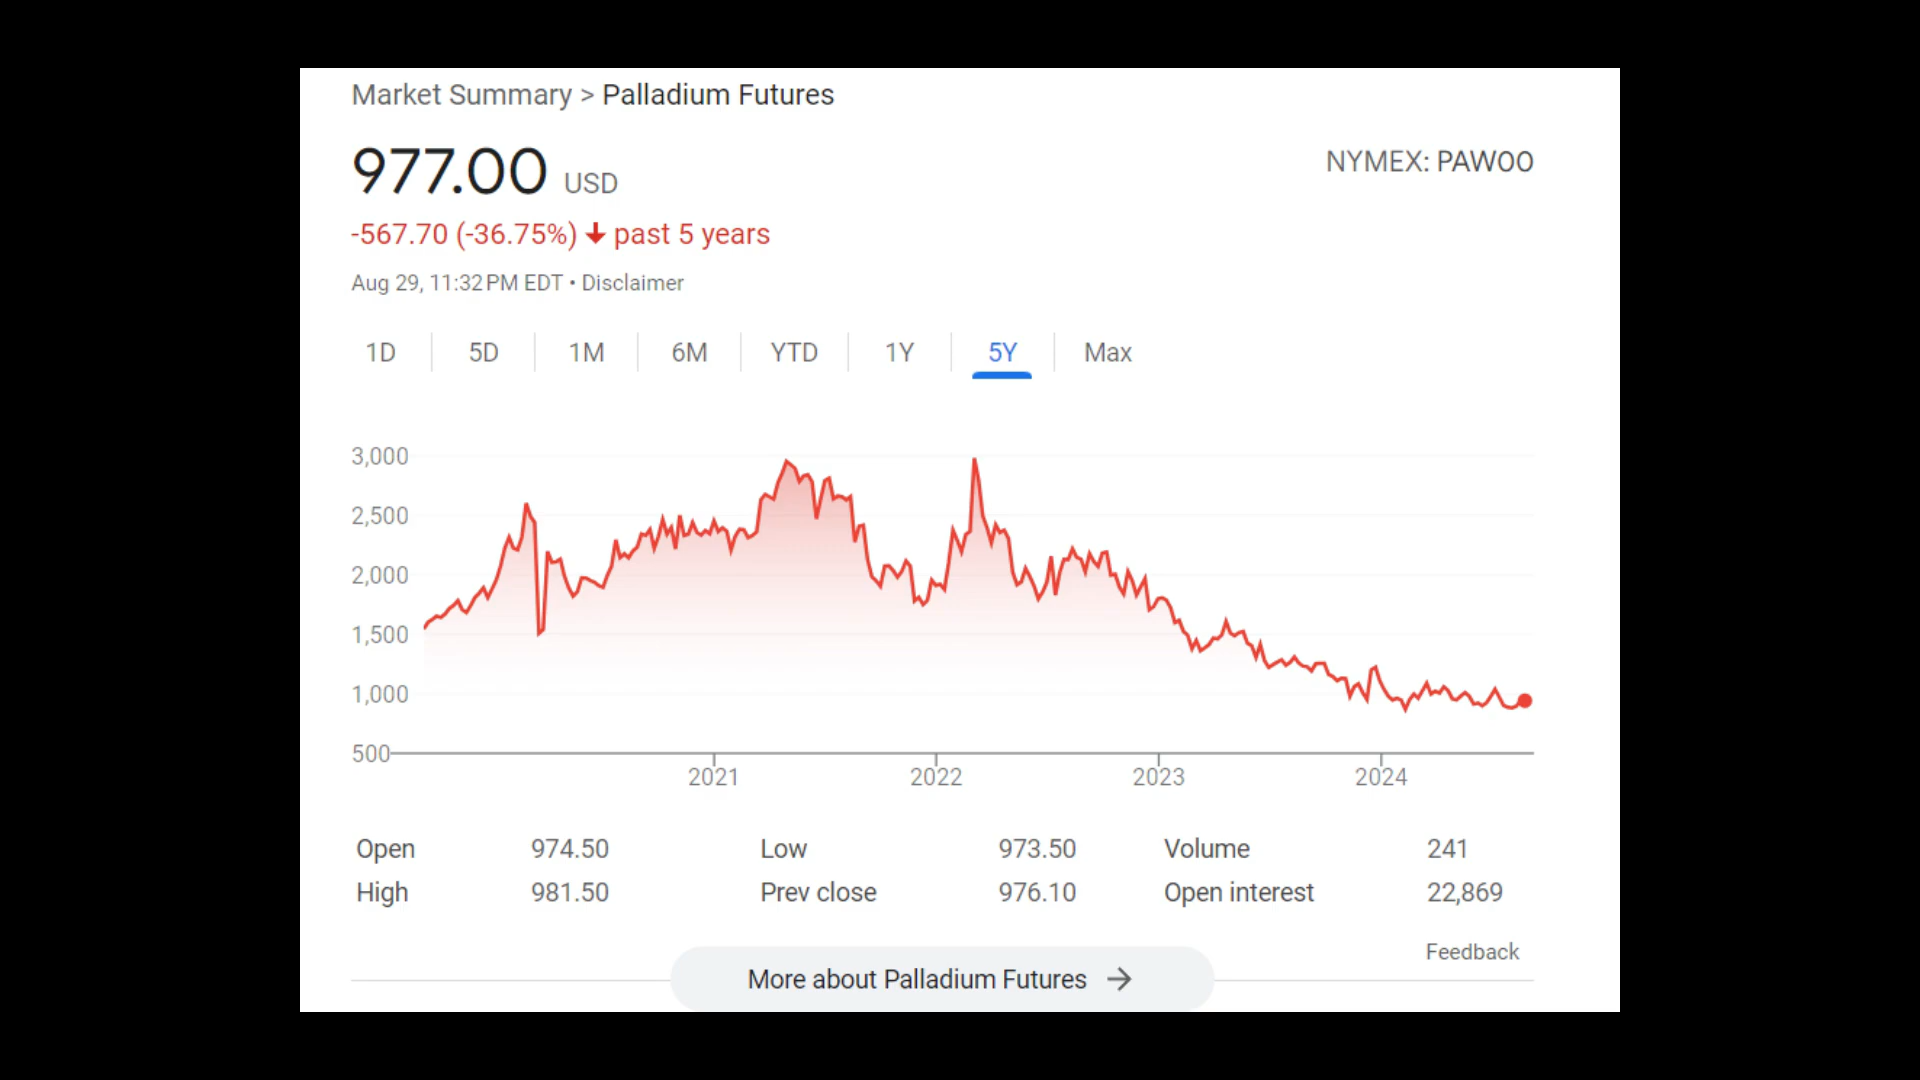 Market Summary > Palladium Futures
977.00 USD
NYMEX: PAW00
-567.70 (-36.75%) ↓ past 5 years
Aug 29, 11:32 PM EDT • Disclaimer
1D 5D 1M 6M YTD 1Y 5Y Max
3,000
2,500
2,000
1,500
1,000
500
2021 2022 2023 2024
Open 974.50 Low 973.50 Volume 241
High 981.50 Prev close 976.10 Open interest 22,869
Feedback
More about Palladium Futures →